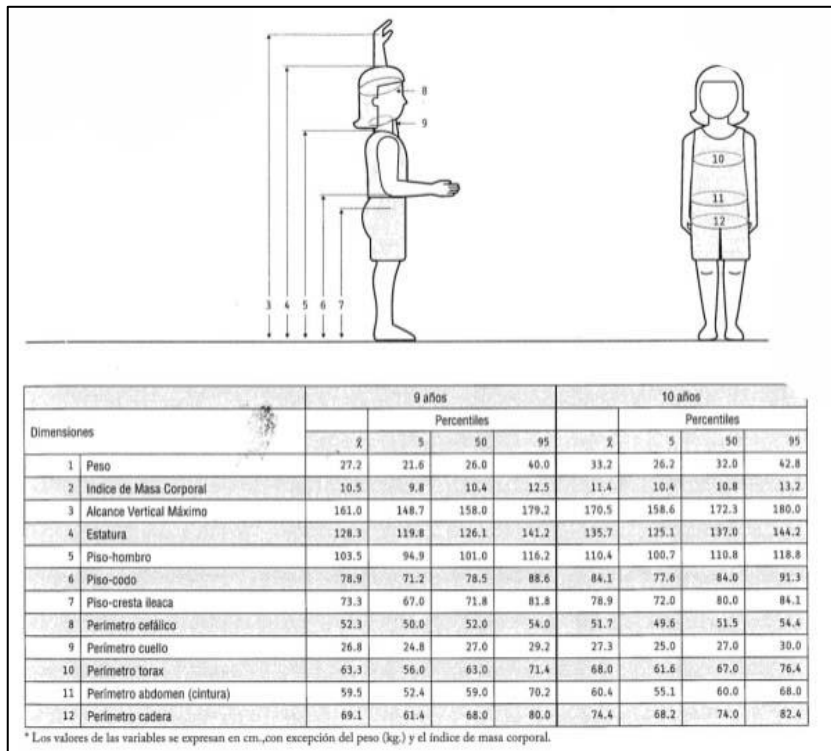 8
9
10
11
12
3 4 5 6 7
9 años 10 años
Dimensiones Percentiles Percentiles
x̄ 5 50 95 x̄ 5 50 95
1 Peso 27.2 21.6 26.0 40.0 33.2 26.2 32.0 42.8
2 Indice de Masa Corporal 10.5 9.8 10.4 12.5 11.4 10.4 10.8 13.2
3 Alcance Vertical Máximo 161.0 148.7 158.0 179.2 170.5 158.6 172.3 180.0
4 Estatura 128.3 119.8 126.1 141.2 135.7 125.1 137.0 144.2
5 Piso-hombro 103.5 94.9 101.0 116.2 110.4 100.7 110.8 118.8
6 Piso-codo 78.9 71.2 78.5 88.6 84.1 77.6 84.0 91.3
7 Piso-cresta ileaca 73.3 67.0 71.8 81.8 78.9 72.0 80.0 84.1
8 Perímetro cefálico 52.3 50.0 52.0 54.0 51.7 49.6 51.5 54.4
9 Perímetro cuello 26.8 24.8 27.0 29.2 27.3 25.0 27.0 30.0
10 Perímetro torax 63.3 56.0 63.0 71.4 68.0 61.6 67.0 76.4
11 Perímetro abdomen (cintura) 59.5 52.4 59.0 70.2 60.4 55.1 60.0 68.0
12 Perímetro cadera 69.1 61.4 68.0 80.0 74.4 68.2 74.0 82.4
* Los valores de las variables se expresan en cm.,con excepción del peso (kg.) y el índice de masa corporal.